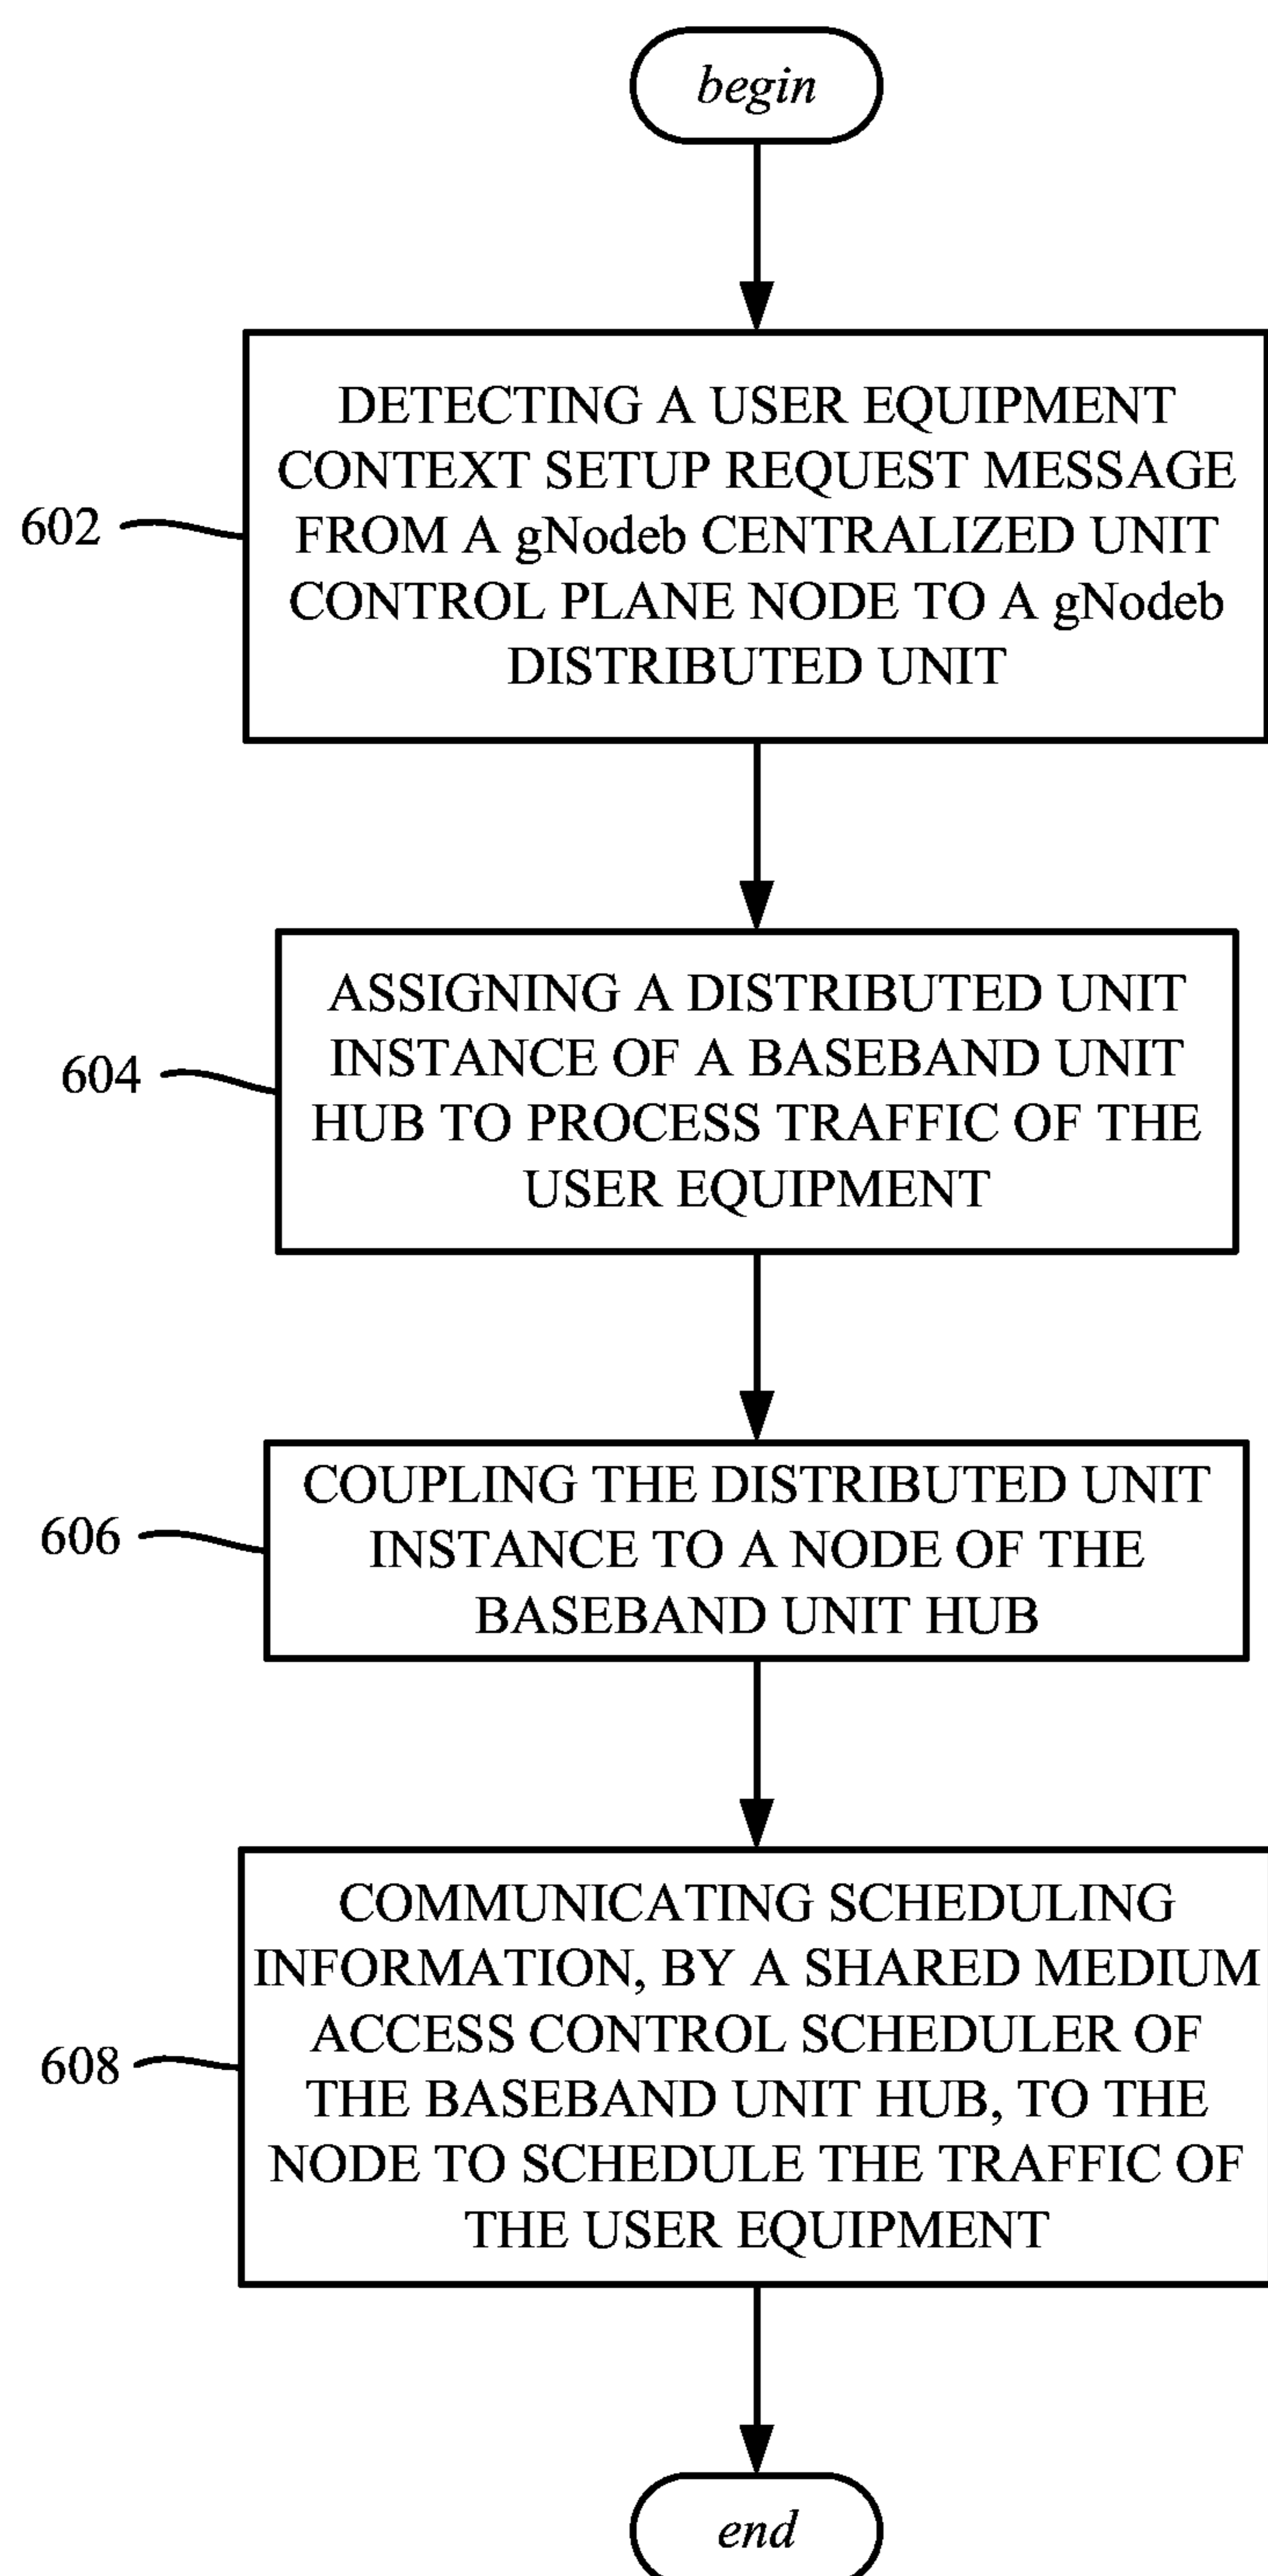 begin
602
DETECTING A USER EQUIPMENT
CONTEXT SETUP REQUEST MESSAGE
FROM A gNodeb CENTRALIZED UNIT
CONTROL PLANE NODE TO A gNodeb
DISTRIBUTED UNIT
604
ASSIGNING A DISTRIBUTED UNIT
INSTANCE OF A BASEBAND UNIT
HUB TO PROCESS TRAFFIC OF THE
USER EQUIPMENT
606
COUPLING THE DISTRIBUTED UNIT
INSTANCE TO A NODE OF THE
BASEBAND UNIT HUB
608
COMMUNICATING SCHEDULING
INFORMATION, BY A SHARED MEDIUM
ACCESS CONTROL SCHEDULER OF
THE BASEBAND UNIT HUB, TO THE
NODE TO SCHEDULE THE TRAFFIC OF
THE USER EQUIPMENT
end